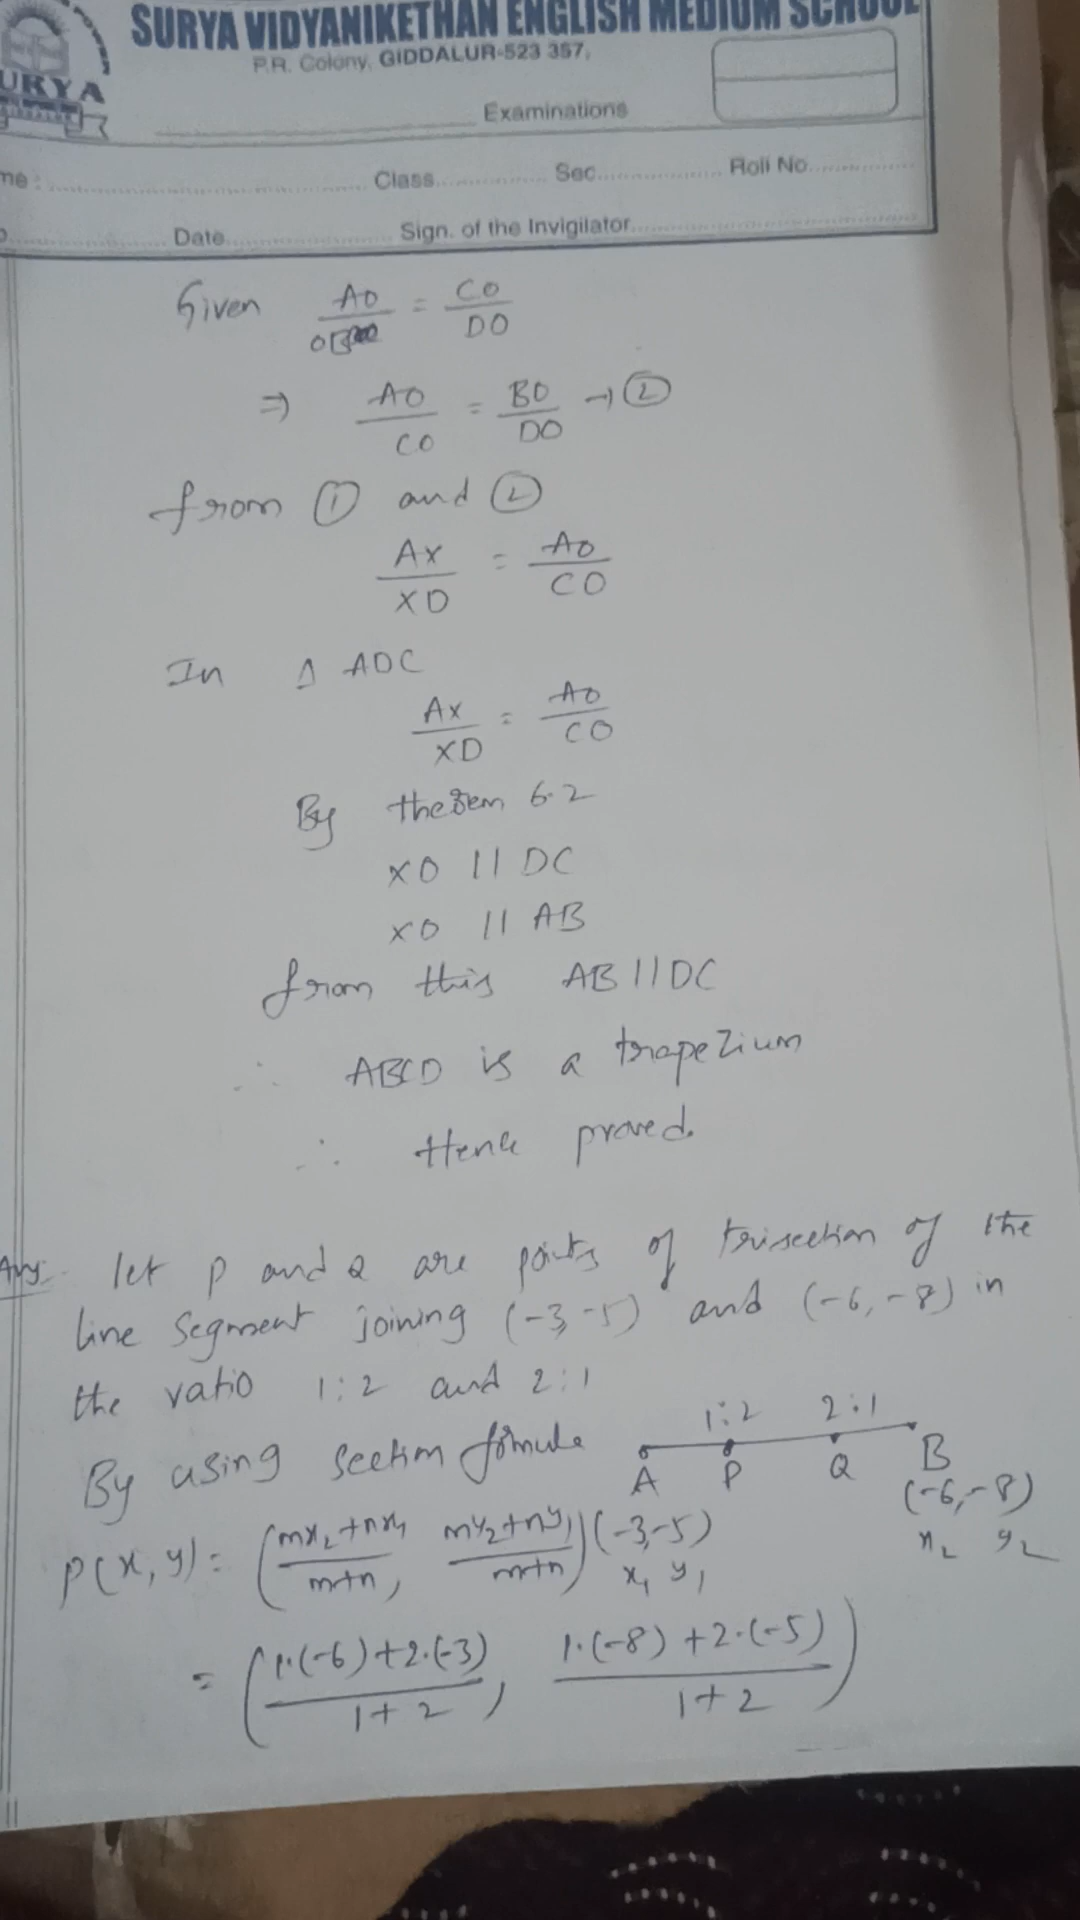 SURYA VIDYANIKETHAN ENGLISH MEDIUM SCHOOL
P.R. Colony, GIDDALUR-523 357,
URYA
Examinations
me : Class Sec Roll No
Date Sign. of the Invigilator
Given AO/OB = CO/DO
⇒ AO/CO = BO/DO → ②
from ① and ②
AX/XD = AO/CO
In Δ ADC
AX/XD = AO/CO
By theorem 6.2
XO || DC
XO || AB
from this AB || DC
∴ ABCD is a trapezium
∴ Hence proved.
Ans let P and Q are points of trisection of the
line segment joining (-3,-5) and (-6,-8) in
the ratio 1:2 and 2:1
By using section formula
1:2 2:1
A P Q B
(-3,-5) (-6,-8)
x₁ y₁ x₂ y₂
P(x,y) = (mx₂+nx₁/m+n, my₂+ny₁/m+n)
= (1·(-6)+2·(-3)/1+2, 1·(-8)+2·(-5)/1+2)